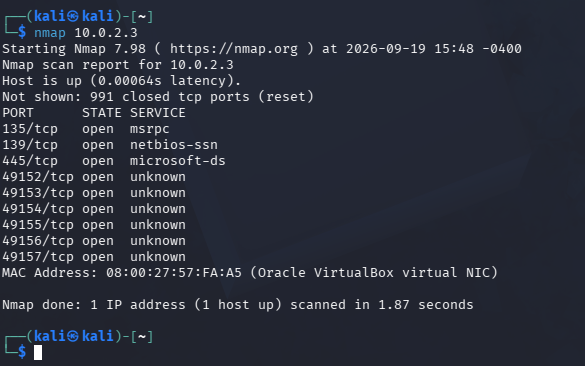 ┌──(kali㉿kali)-[~]
└─$ nmap 10.0.2.3
Starting Nmap 7.98 ( https://nmap.org ) at 2026-09-19 15:48 -0400
Nmap scan report for 10.0.2.3
Host is up (0.00064s latency).
Not shown: 991 closed tcp ports (reset)
PORT      STATE SERVICE
135/tcp   open  msrpc
139/tcp   open  netbios-ssn
445/tcp   open  microsoft-ds
49152/tcp open  unknown
49153/tcp open  unknown
49154/tcp open  unknown
49155/tcp open  unknown
49156/tcp open  unknown
49157/tcp open  unknown
MAC Address: 08:00:27:57:FA:A5 (Oracle VirtualBox virtual NIC)

Nmap done: 1 IP address (1 host up) scanned in 1.87 seconds

┌──(kali㉿kali)-[~]
└─$